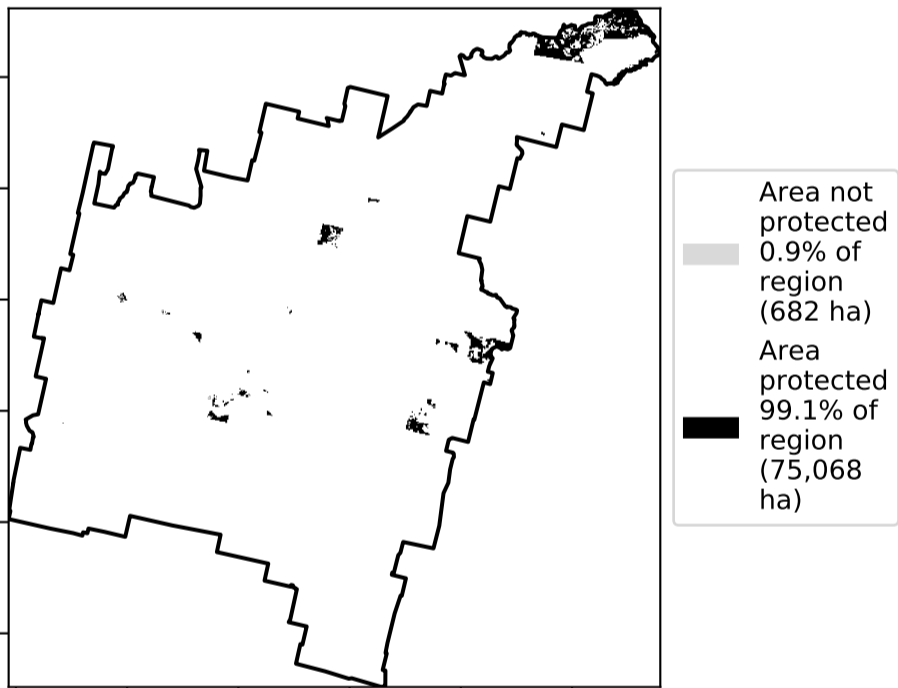 Area not
protected
0.9% of
region
(682 ha)
Area
protected
99.1% of
region
(75,068
ha)